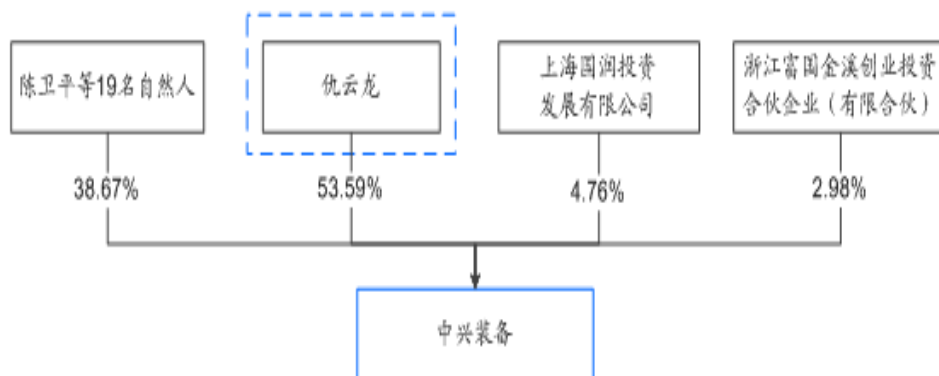 陈卫平等19名自然人
仇云龙
上海国润投资
发展有限公司
浙江富国金溪创业投资
合伙企业（有限合伙）
38.67%
53.59%
4.76%
2.98%
中兴装备